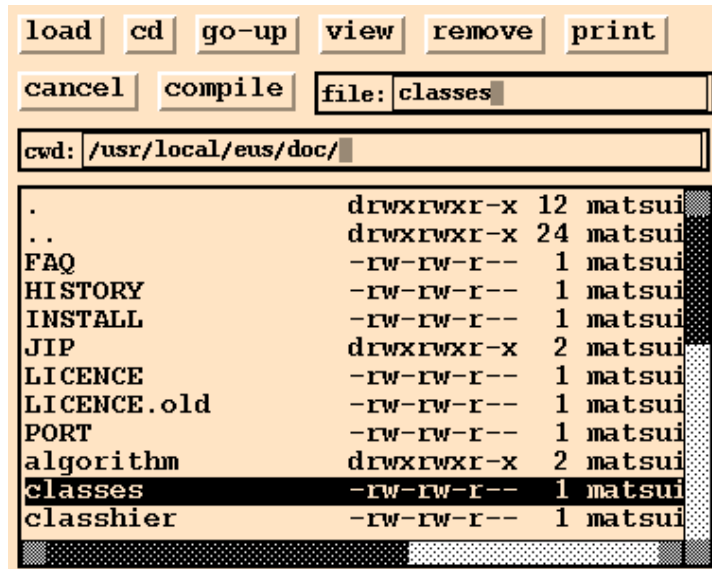 load cd go-up view remove print
cancel compile file: classes
cwd: /usr/local/eus/doc/
. drwxrwxr-x 12 matsui
.. drwxrwxr-x 24 matsui
FAQ -rw-rw-r-- 1 matsui
HISTORY -rw-rw-r-- 1 matsui
INSTALL -rw-rw-r-- 1 matsui
JIP drwxrwxr-x 2 matsui
LICENCE -rw-rw-r-- 1 matsui
LICENCE.old -rw-rw-r-- 1 matsui
PORT -rw-rw-r-- 1 matsui
algorithm drwxrwxr-x 2 matsui
classes -rw-rw-r-- 1 matsui
classhier -rw-rw-r-- 1 matsui